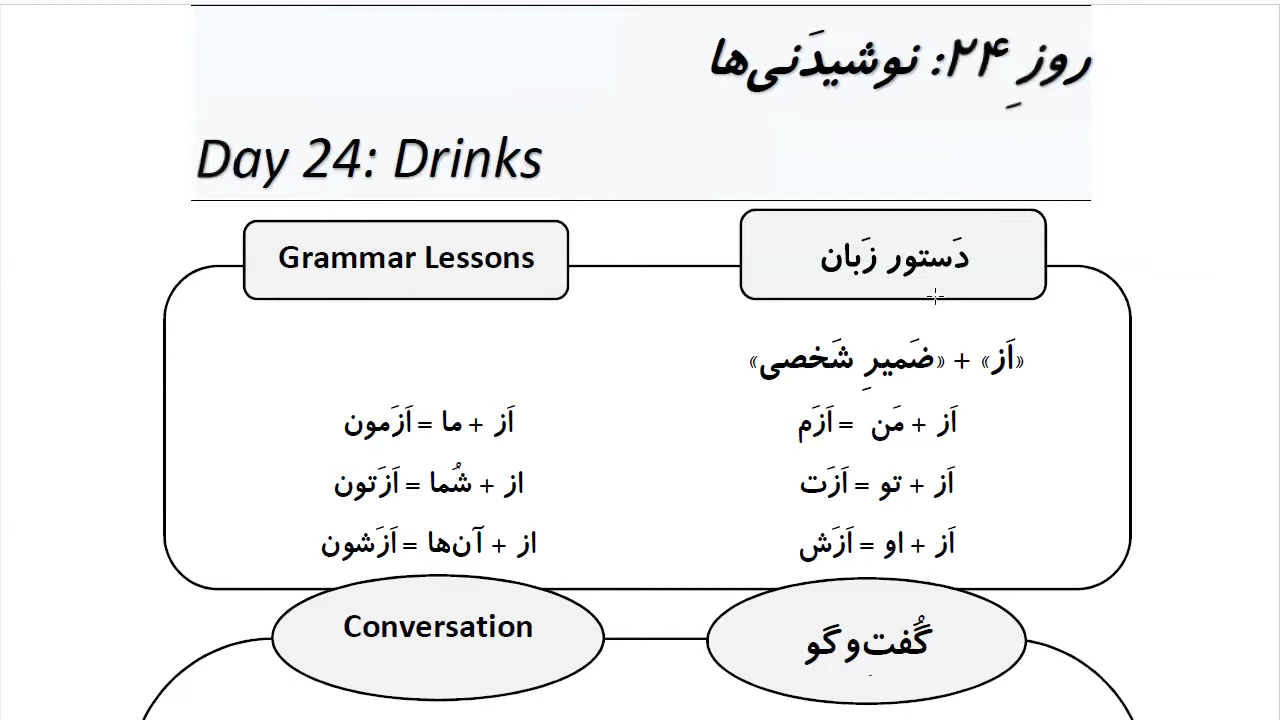 روزِ ۲۴: نوشیدَنی‌ها
Day 24: Drinks
دَستور زَبان
Grammar Lessons
«اَز» + «ضَمیرِ شَخصی»
اَز + مَن = اَزَم
اَز + ما = اَزَمون
اَز + تو = اَزَت
از + شُما = اَزَتون
اَز + او = اَزَش
از + آن‌ها = اَزَشون
گُفت‌و‌گو
Conversation